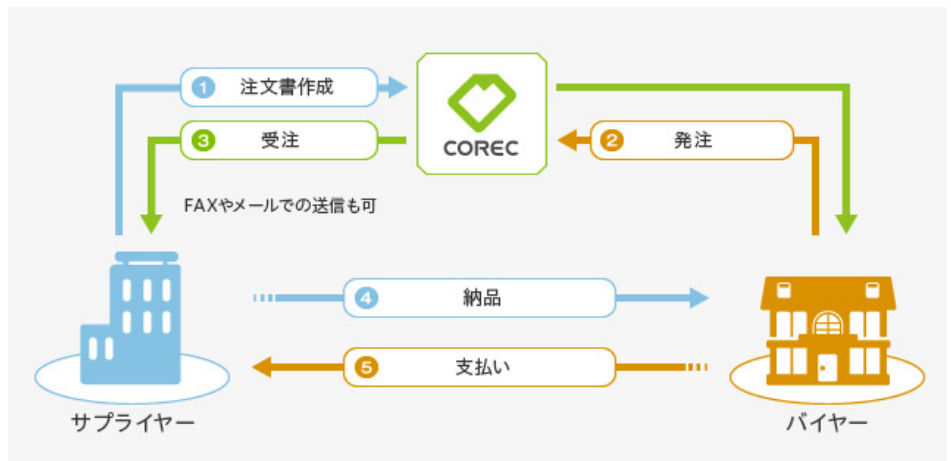 1 注文書作成
COREC
3 受注
2 発注
FAXやメールでの送信も可
4 納品
5 支払い
サプライヤー
バイヤー